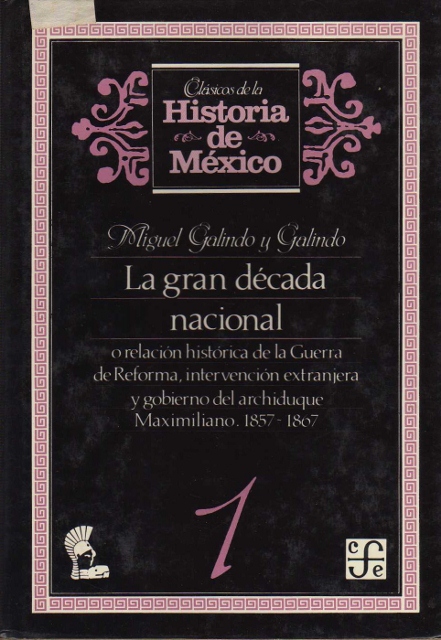 Clásicos de la
Historia
de
México
Miguel Galindo y Galindo
La gran década
nacional
o relación histórica de la Guerra
de Reforma, intervención extranjera
y gobierno del archiduque
Maximiliano. 1857-1867
1
c
f
e